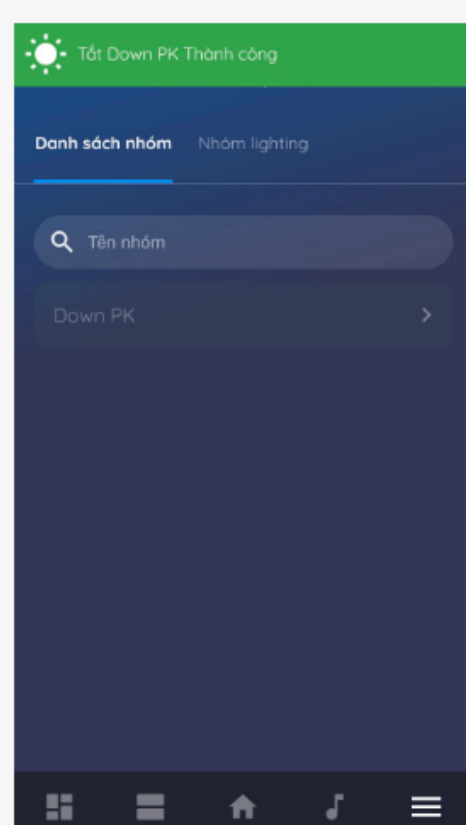 Tắt Down PK Thành công
Danh sách nhóm Nhóm lighting
Tên nhóm
Down PK